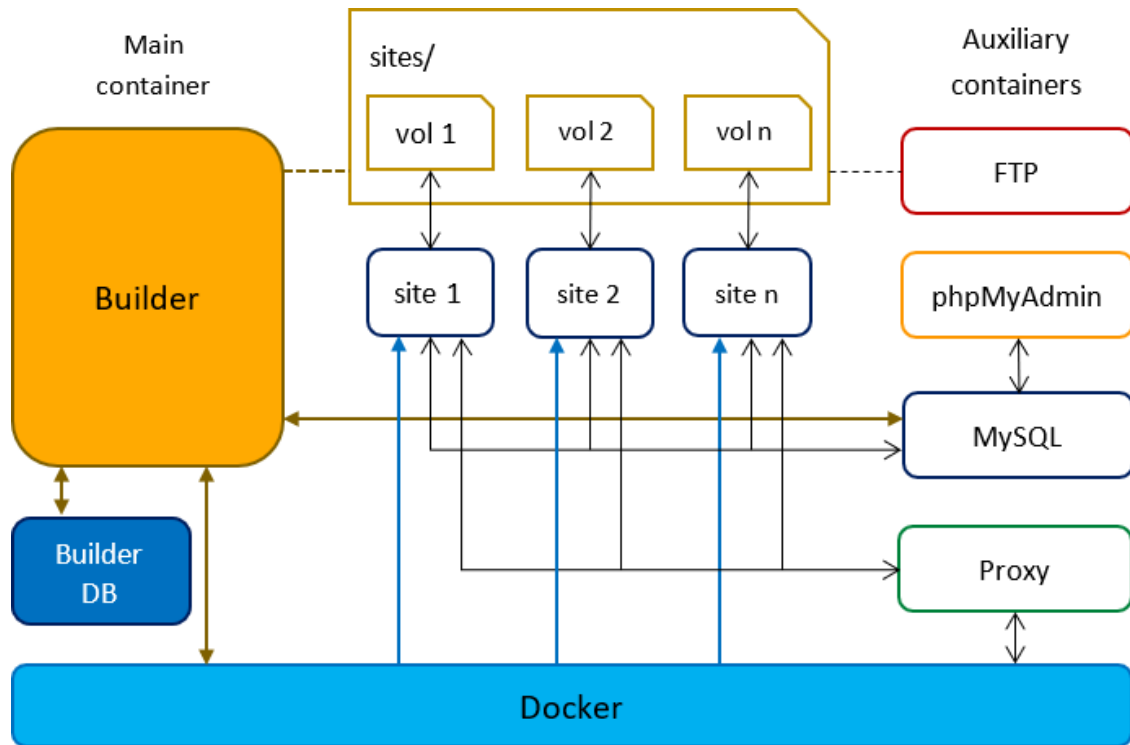 Main
container
sites/
Auxiliary
containers
vol 1
vol 2
vol n
FTP
Builder
site 1
site 2
site n
phpMyAdmin
MySQL
Builder
DB
Proxy
Docker